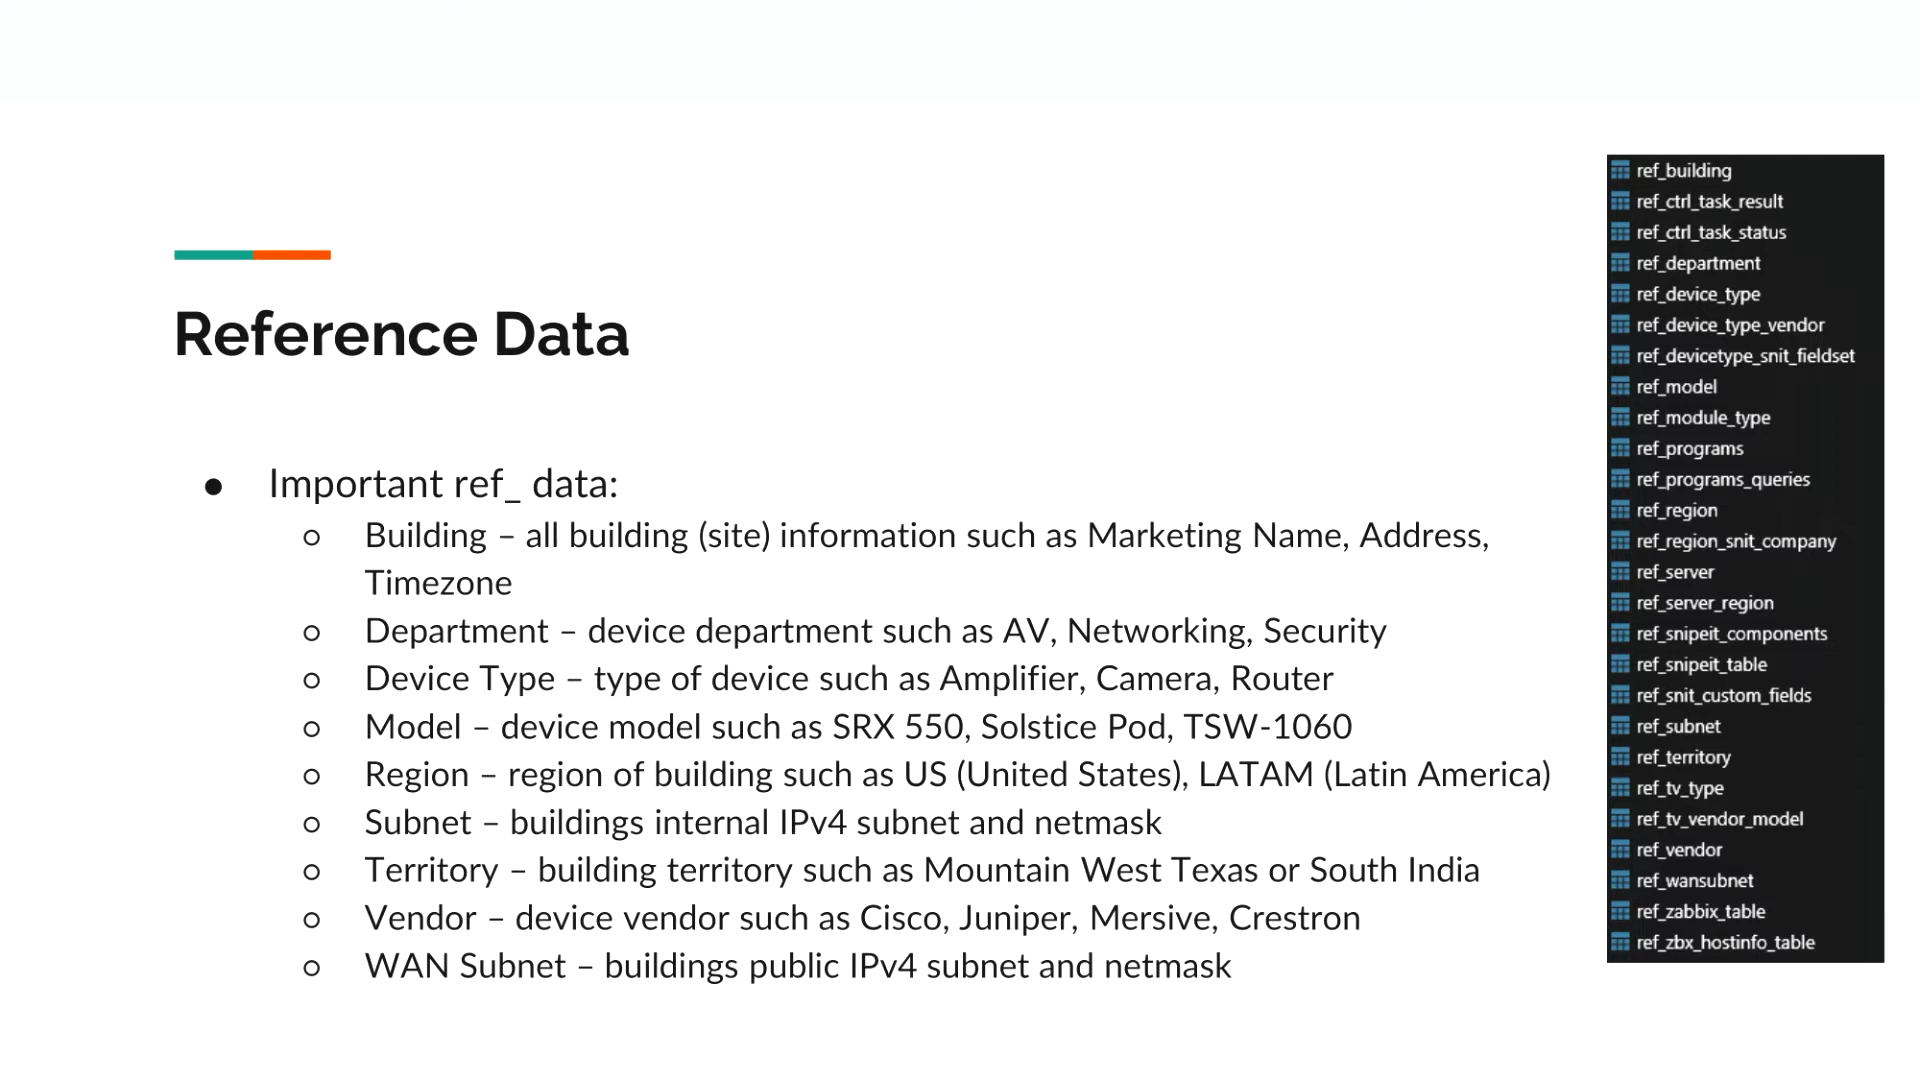 Reference Data
● Important ref_ data:
○ Building – all building (site) information such as Marketing Name, Address,
Timezone
○ Department – device department such as AV, Networking, Security
○ Device Type – type of device such as Amplifier, Camera, Router
○ Model – device model such as SRX 550, Solstice Pod, TSW-1060
○ Region – region of building such as US (United States), LATAM (Latin America)
○ Subnet – buildings internal IPv4 subnet and netmask
○ Territory – building territory such as Mountain West Texas or South India
○ Vendor – device vendor such as Cisco, Juniper, Mersive, Crestron
○ WAN Subnet – buildings public IPv4 subnet and netmask
ref_building
ref_ctrl_task_result
ref_ctrl_task_status
ref_department
ref_device_type
ref_device_type_vendor
ref_devicetype_snit_fieldset
ref_model
ref_module_type
ref_programs
ref_programs_queries
ref_region
ref_region_snit_company
ref_server
ref_server_region
ref_snipeit_components
ref_snipeit_table
ref_snit_custom_fields
ref_subnet
ref_territory
ref_tv_type
ref_tv_vendor_model
ref_vendor
ref_wansubnet
ref_zabbix_table
ref_zbx_hostinfo_table